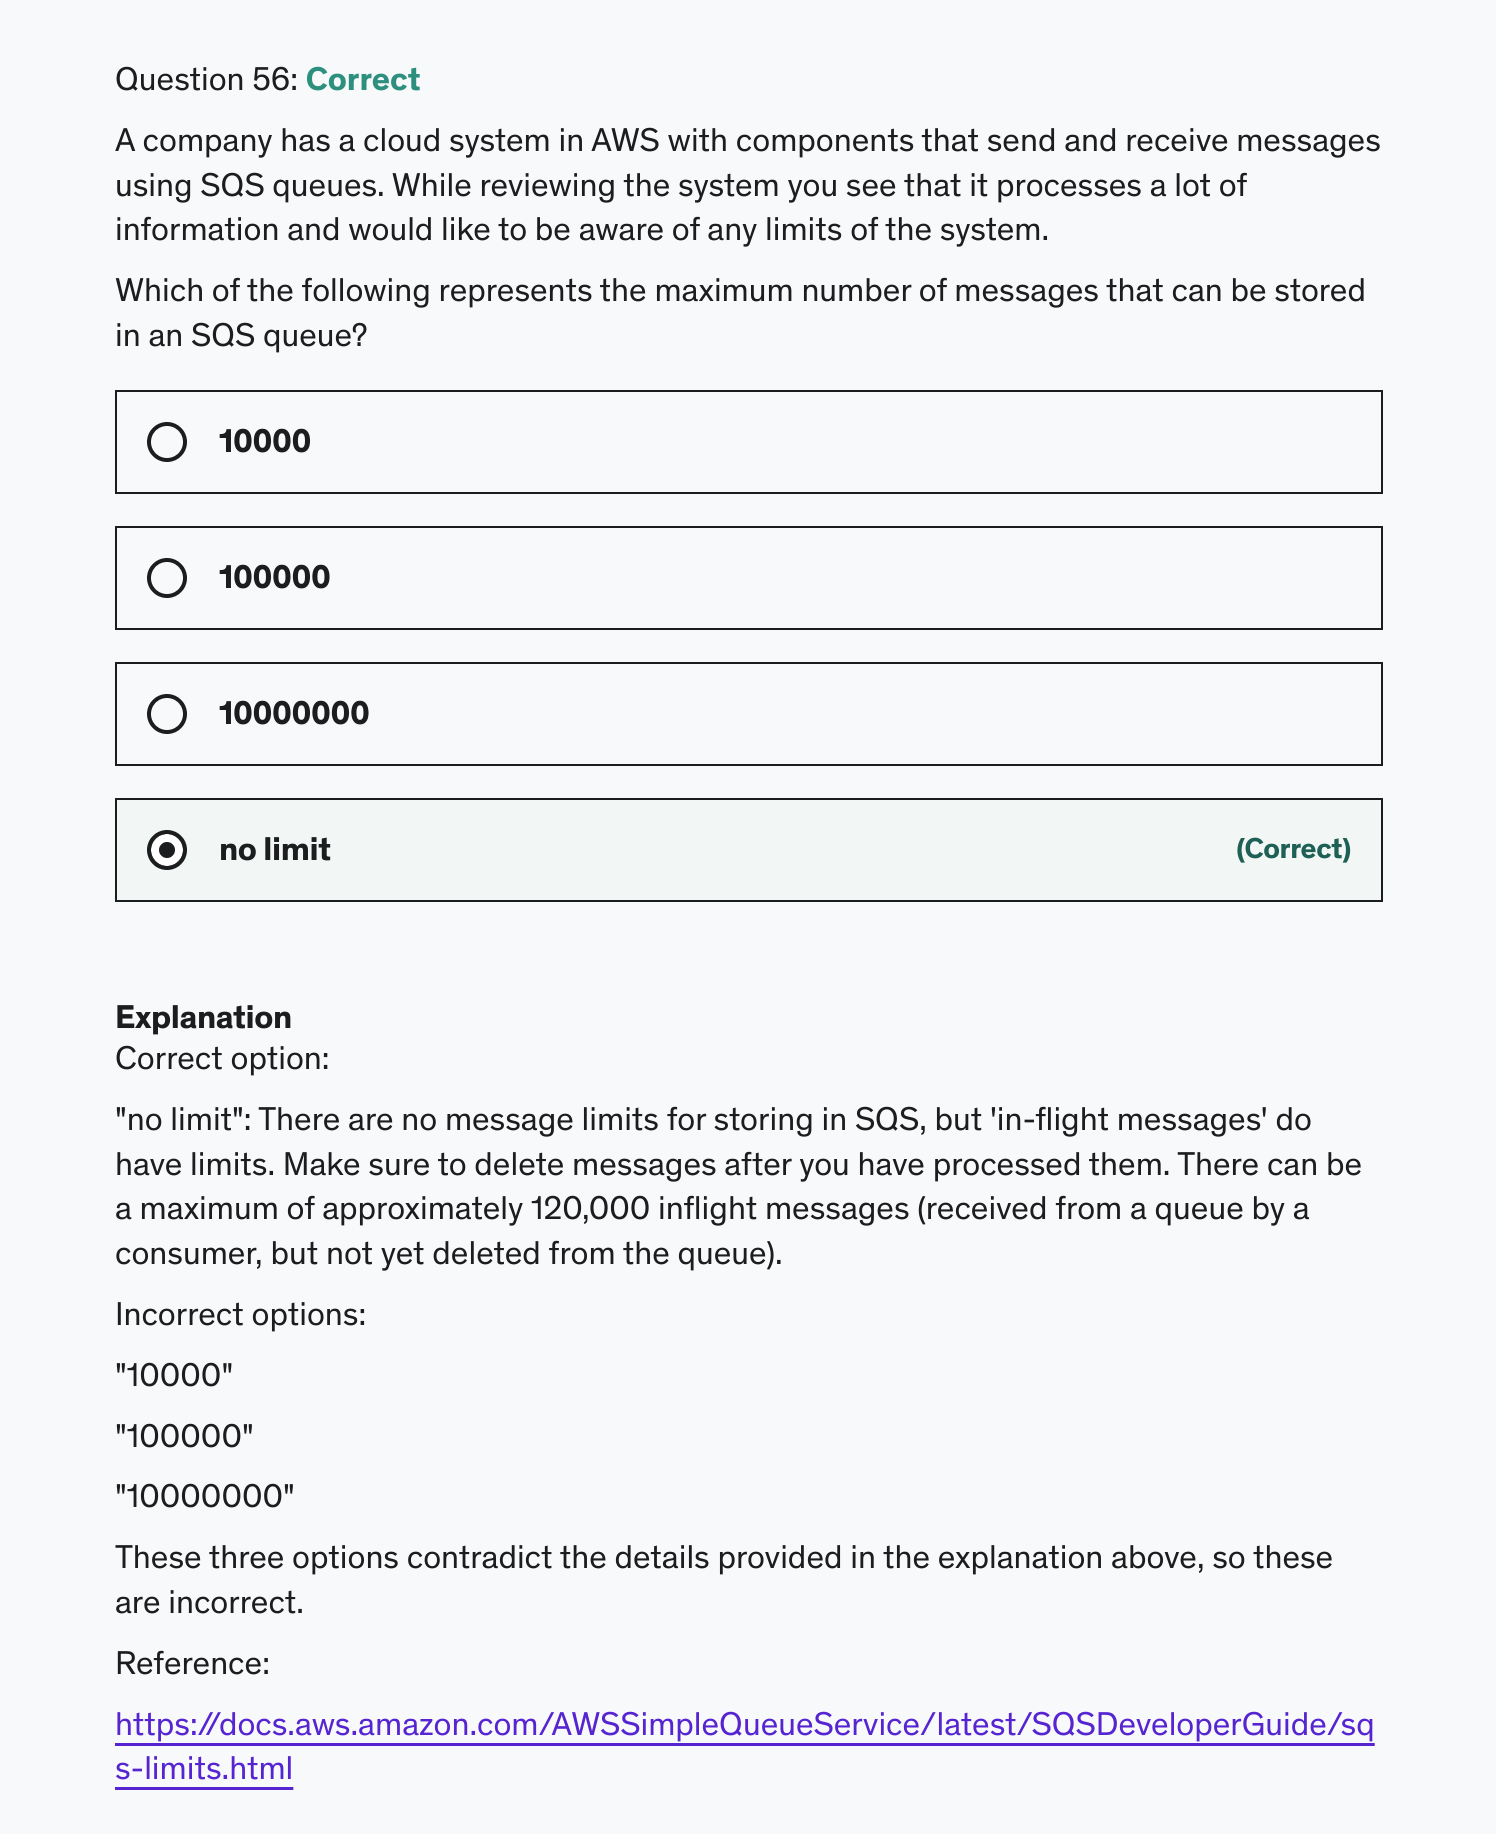 Question 56: Correct
A company has a cloud system in AWS with components that send and receive messages
using SQS queues. While reviewing the system you see that it processes a lot of
information and would like to be aware of any limits of the system.
Which of the following represents the maximum number of messages that can be stored
in an SQS queue?
10000
100000
10000000
no limit (Correct)
Explanation
Correct option:
"no limit": There are no message limits for storing in SQS, but 'in-flight messages' do
have limits. Make sure to delete messages after you have processed them. There can be
a maximum of approximately 120,000 inflight messages (received from a queue by a
consumer, but not yet deleted from the queue).
Incorrect options:
"10000"
"100000"
"10000000"
These three options contradict the details provided in the explanation above, so these
are incorrect.
Reference:
https://docs.aws.amazon.com/AWSSimpleQueueService/latest/SQSDeveloperGuide/sq
s-limits.html